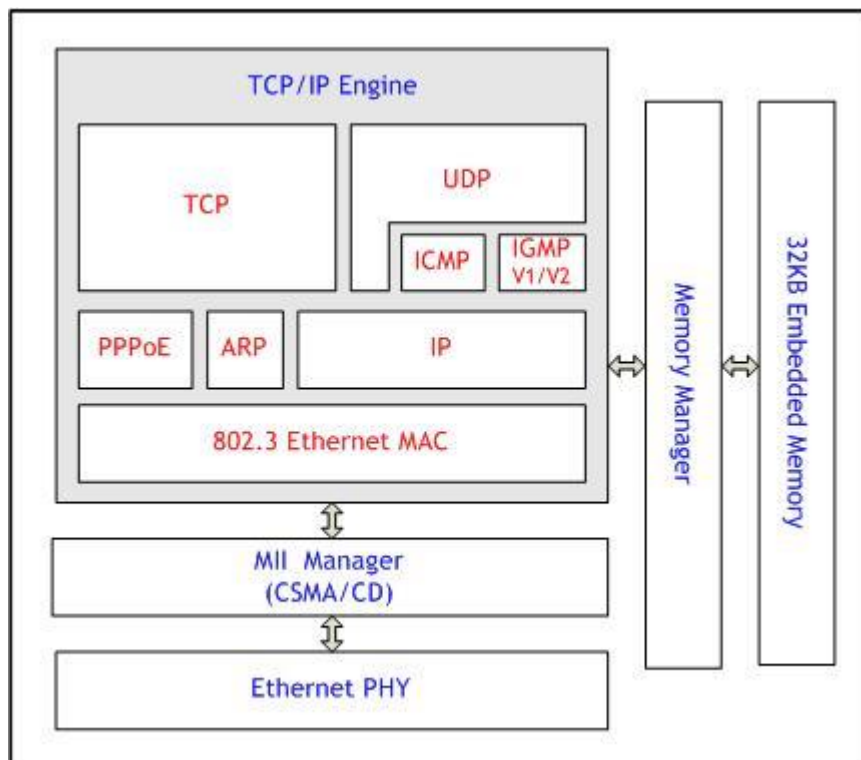 TCP/IP Engine
TCP
UDP
ICMP
IGMP
V1/V2
PPPoE
ARP
IP
802.3 Ethernet MAC
MII Manager
(CSMA/CD)
Ethernet PHY
Memory Manager
32KB Embedded Memory